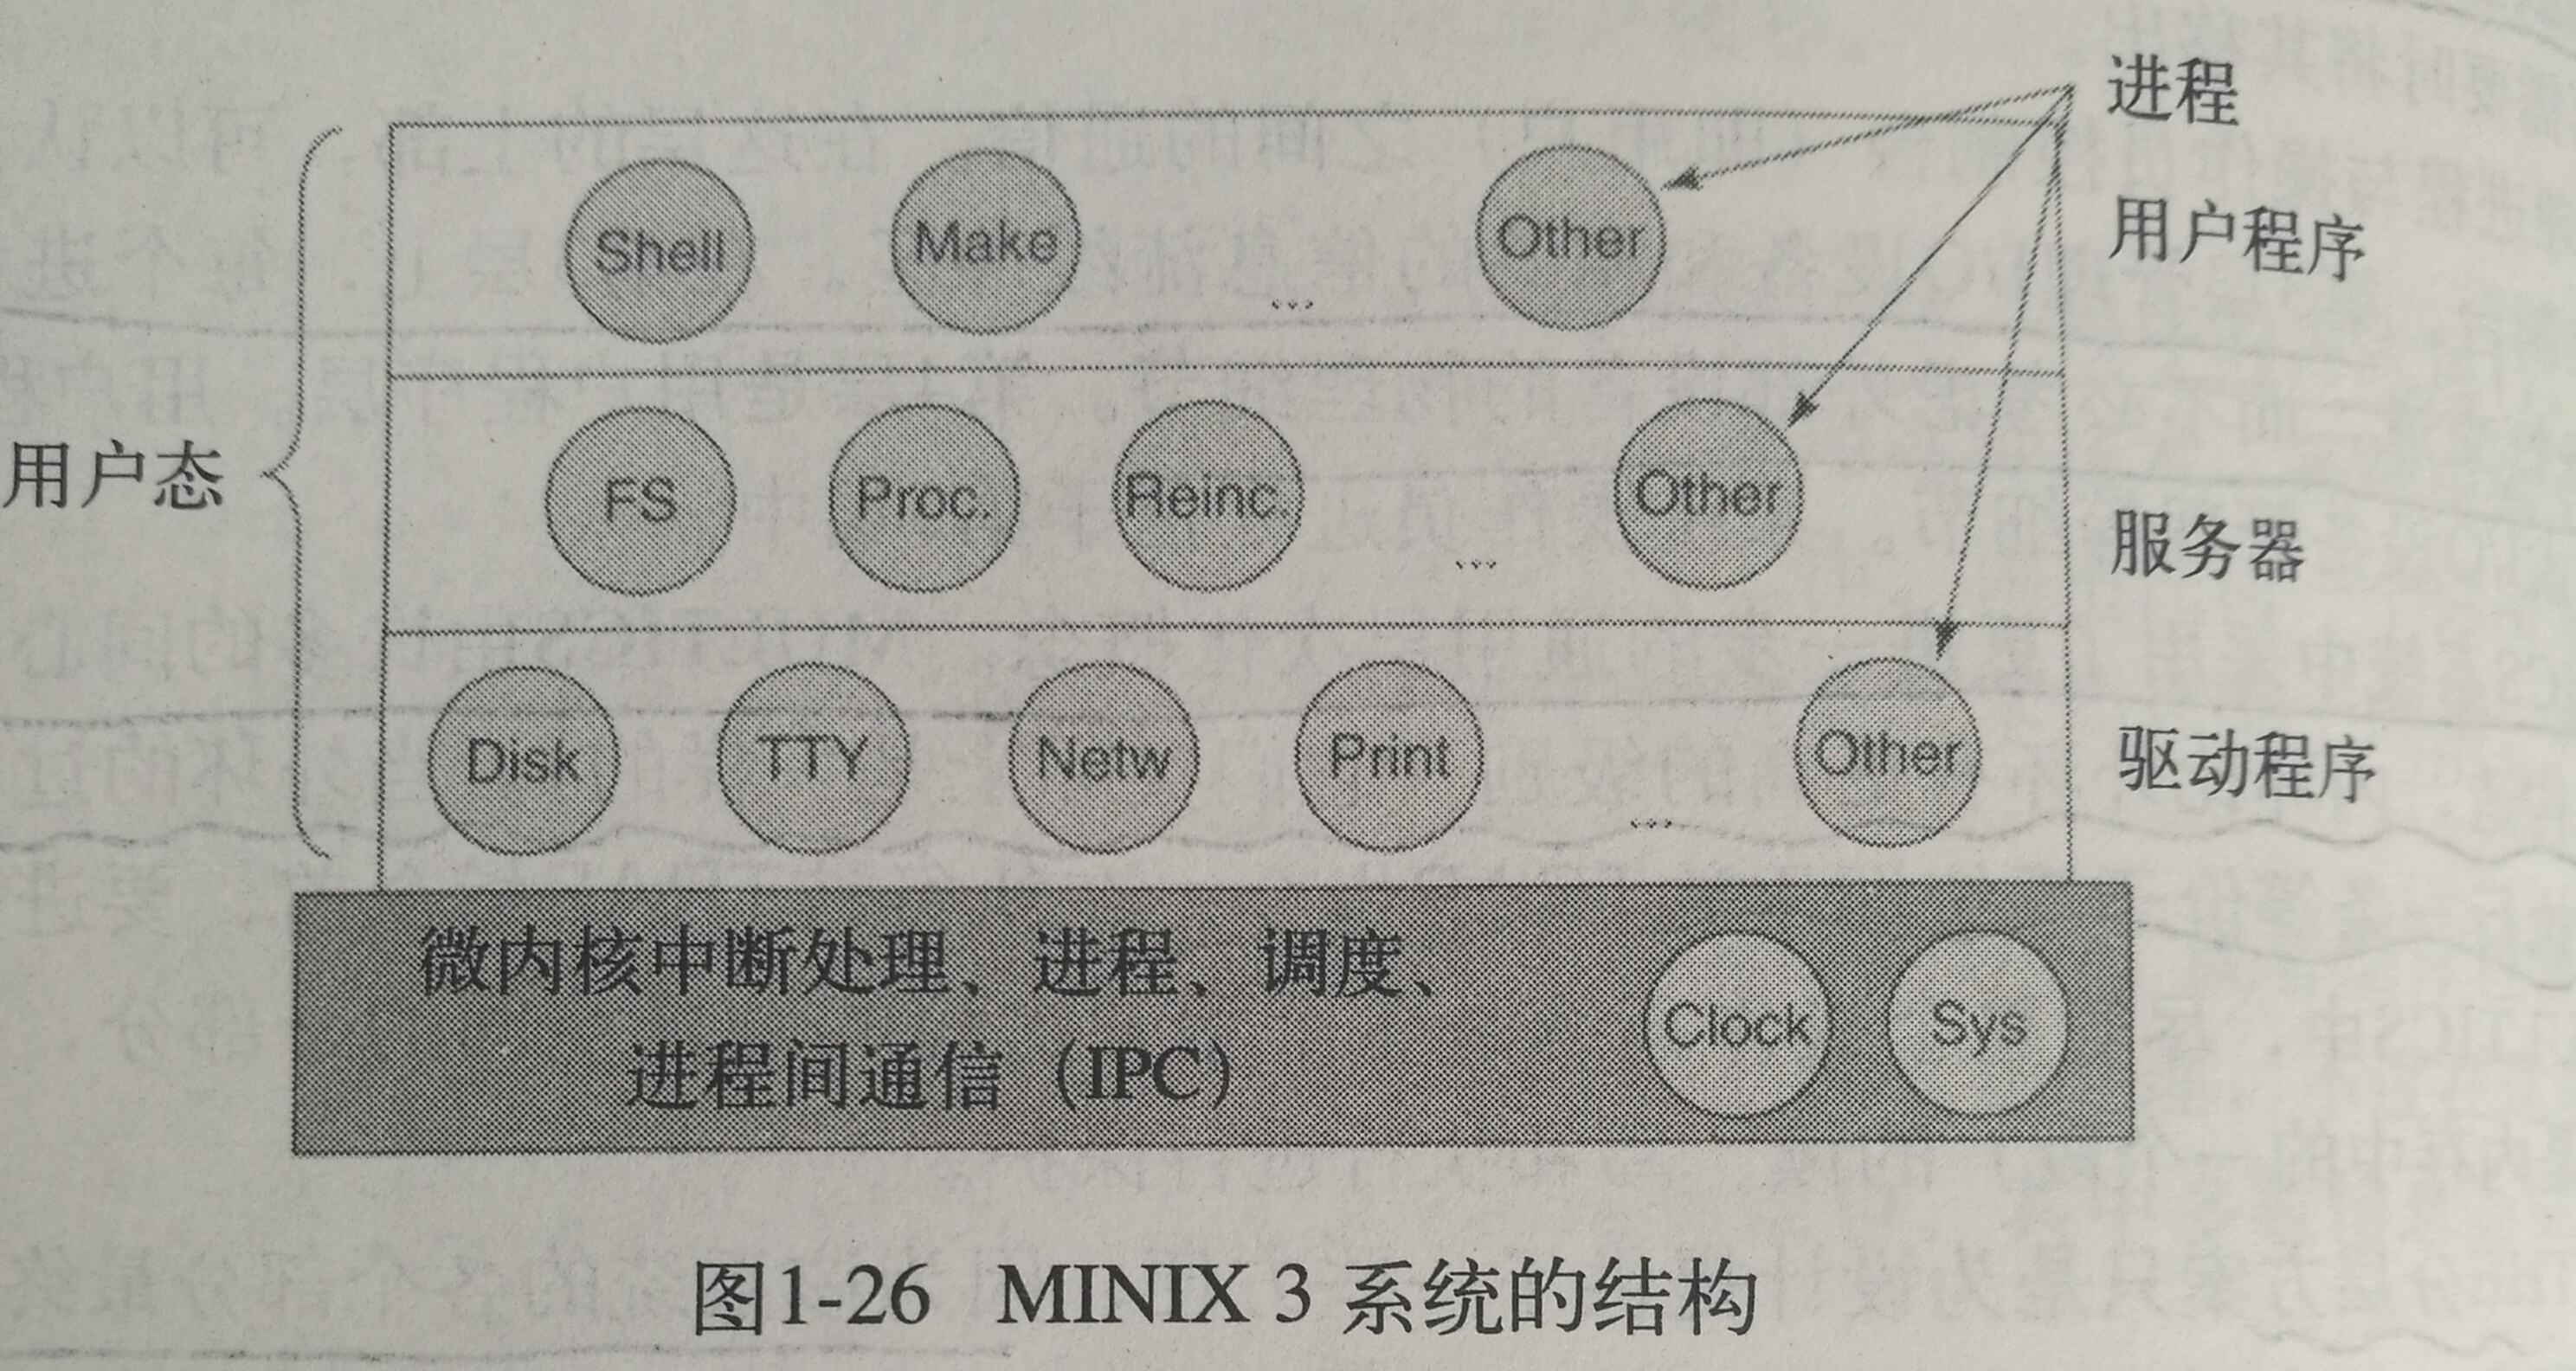 进程
Shell Make ... Other 用户程序
用户态
FS Proc. Reinc. ... Other 服务器
Disk TTY Netw Print ... Other 驱动程序
微内核中断处理、进程、调度、
进程间通信（IPC）
Clock Sys
图1-26 MINIX 3 系统的结构